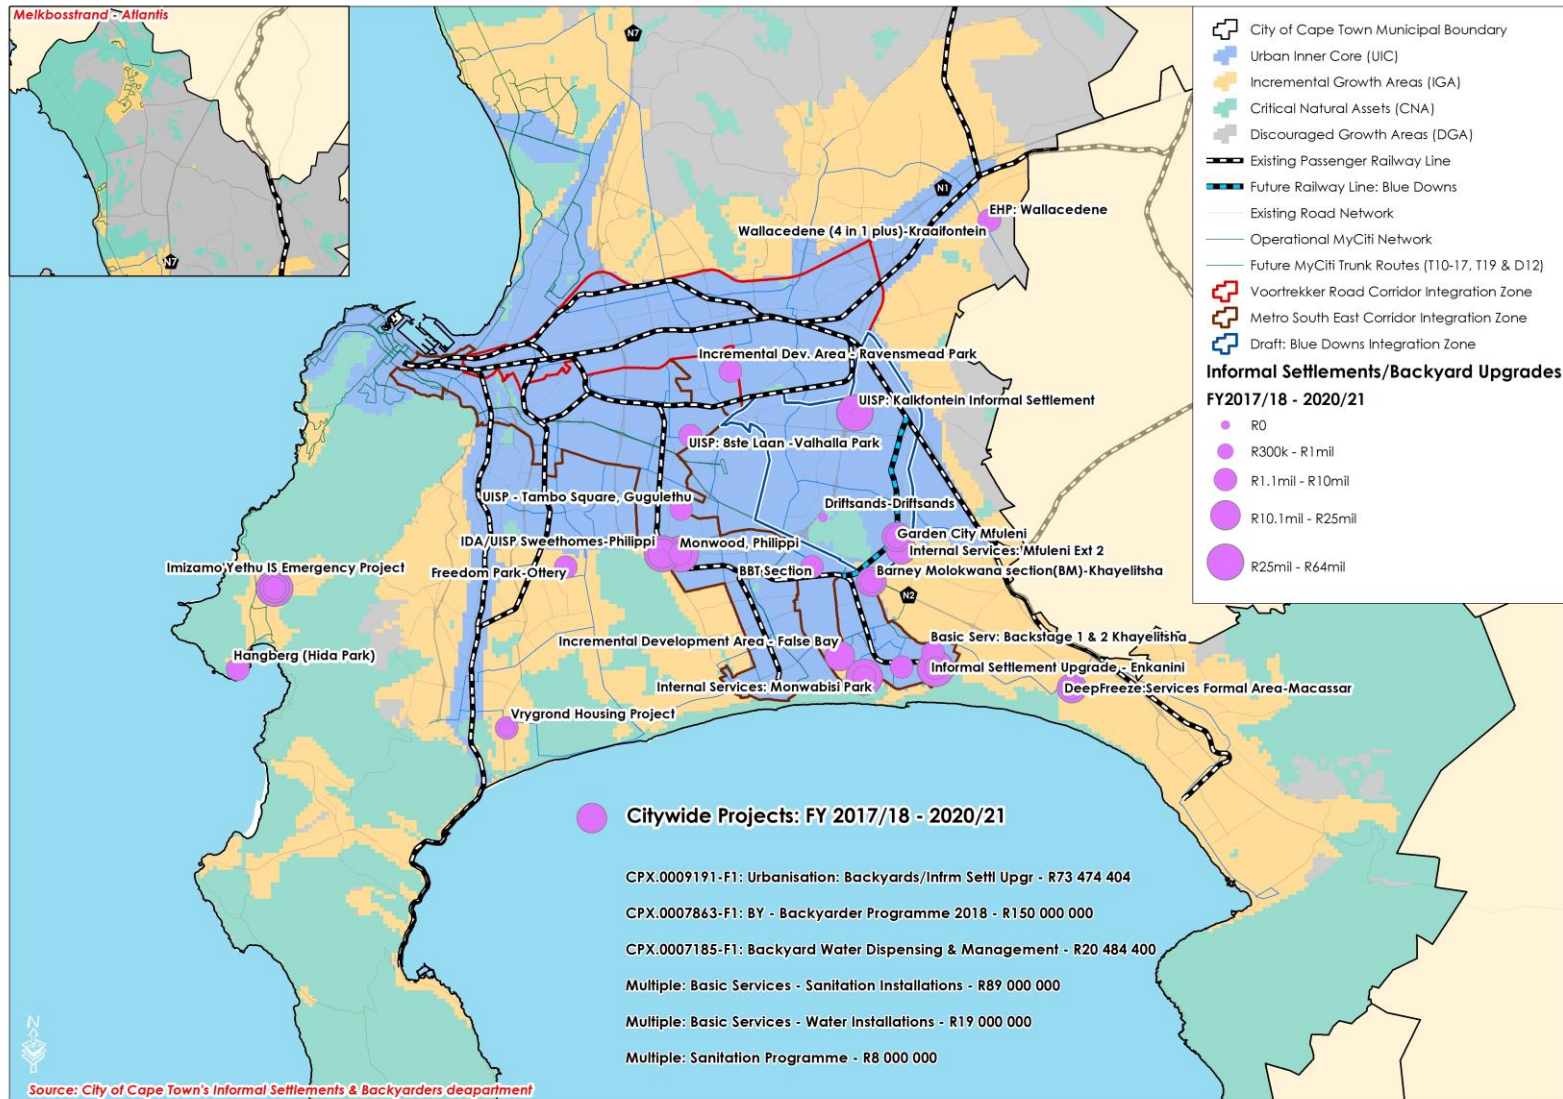 Melkbosstrand - Atlantis
N7
N7
N1
City of Cape Town Municipal Boundary
Urban Inner Core (UIC)
Incremental Growth Areas (IGA)
Critical Natural Assets (CNA)
Discouraged Growth Areas (DGA)
Existing Passenger Railway Line
Future Railway Line: Blue Downs
Existing Road Network
Operational MyCiti Network
Future MyCiti Trunk Routes (T10-17, T19 & D12)
Voortrekker Road Corridor Integration Zone
Metro South East Corridor Integration Zone
Draft: Blue Downs Integration Zone
Informal Settlements/Backyard Upgrades
FY2017/18 - 2020/21
R0
R300k - R1mil
R1.1mil - R10mil
R10.1mil - R25mil
R25mil - R64mil
EHP: Wallacedene
Wallacedene (4 in 1 plus)-Kraaifontein
Incremental Dev. Area - Ravensmead Park
UISP: Kalkfontein Informal Settlement
UISP: 8ste Laan -Valhalla Park
UISP - Tambo Square, Gugulethu
Driftsands-Driftsands
Garden City Mfuleni
IDA/UISP Sweethomes-Philippi
Monwood, Philippi
Internal Services: Mfuleni Ext 2
Imizamo Yethu IS Emergency Project
Freedom Park-Ottery
BBT Section
Barney Molokwana section(BM)-Khayelitsha
N2
Incremental Development Area - False Bay
Basic Serv: Backstage 1 & 2 Khayelitsha
Hangberg (Hida Park)
Informal Settlement Upgrade - Enkanini
Internal Services: Monwabisi Park
DeepFreeze:Services Formal Area-Macassar
Vrygrond Housing Project
Citywide Projects: FY 2017/18 - 2020/21
CPX.0009191-F1: Urbanisation: Backyards/Infrm Settl Upgr - R73 474 404
CPX.0007863-F1: BY - Backyarder Programme 2018 - R150 000 000
CPX.0007185-F1: Backyard Water Dispensing & Management - R20 484 400
Multiple: Basic Services - Sanitation Installations - R89 000 000
Multiple: Basic Services - Water Installations - R19 000 000
Multiple: Sanitation Programme - R8 000 000
N
Source: City of Cape Town's Informal Settlements & Backyarders deapartment